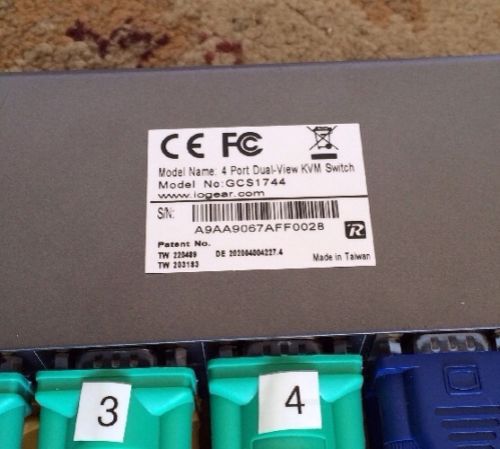 CE FC
Model Name: 4 Port Dual-View KVM Switch
Model No:GCS1744
www.iogear.com
S/N:
A9AA9067AFF0028
Patent No.
TW 220489 DE 202004004227.4
TW 203183
Made in Taiwan
R
3
4